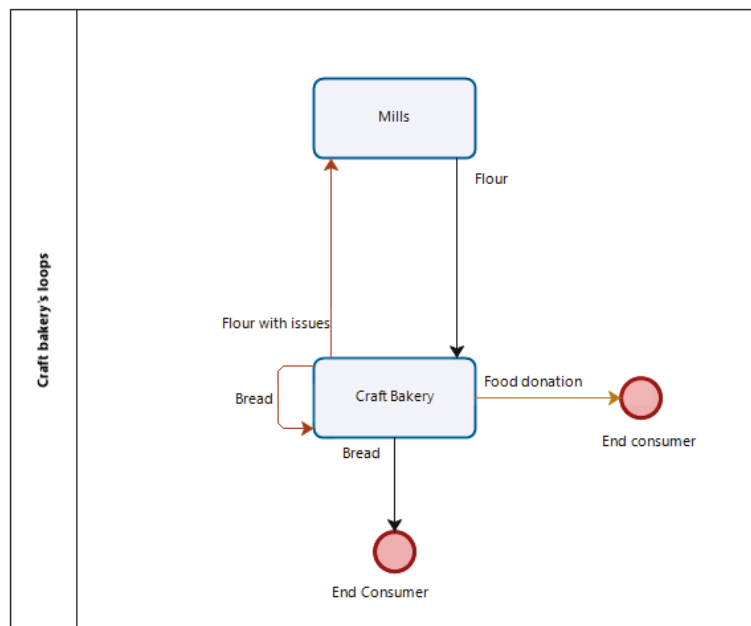 Craft bakery's loops
Mills
Flour
Flour with issues
Bread
Craft Bakery
Food donation
End consumer
Bread
End Consumer